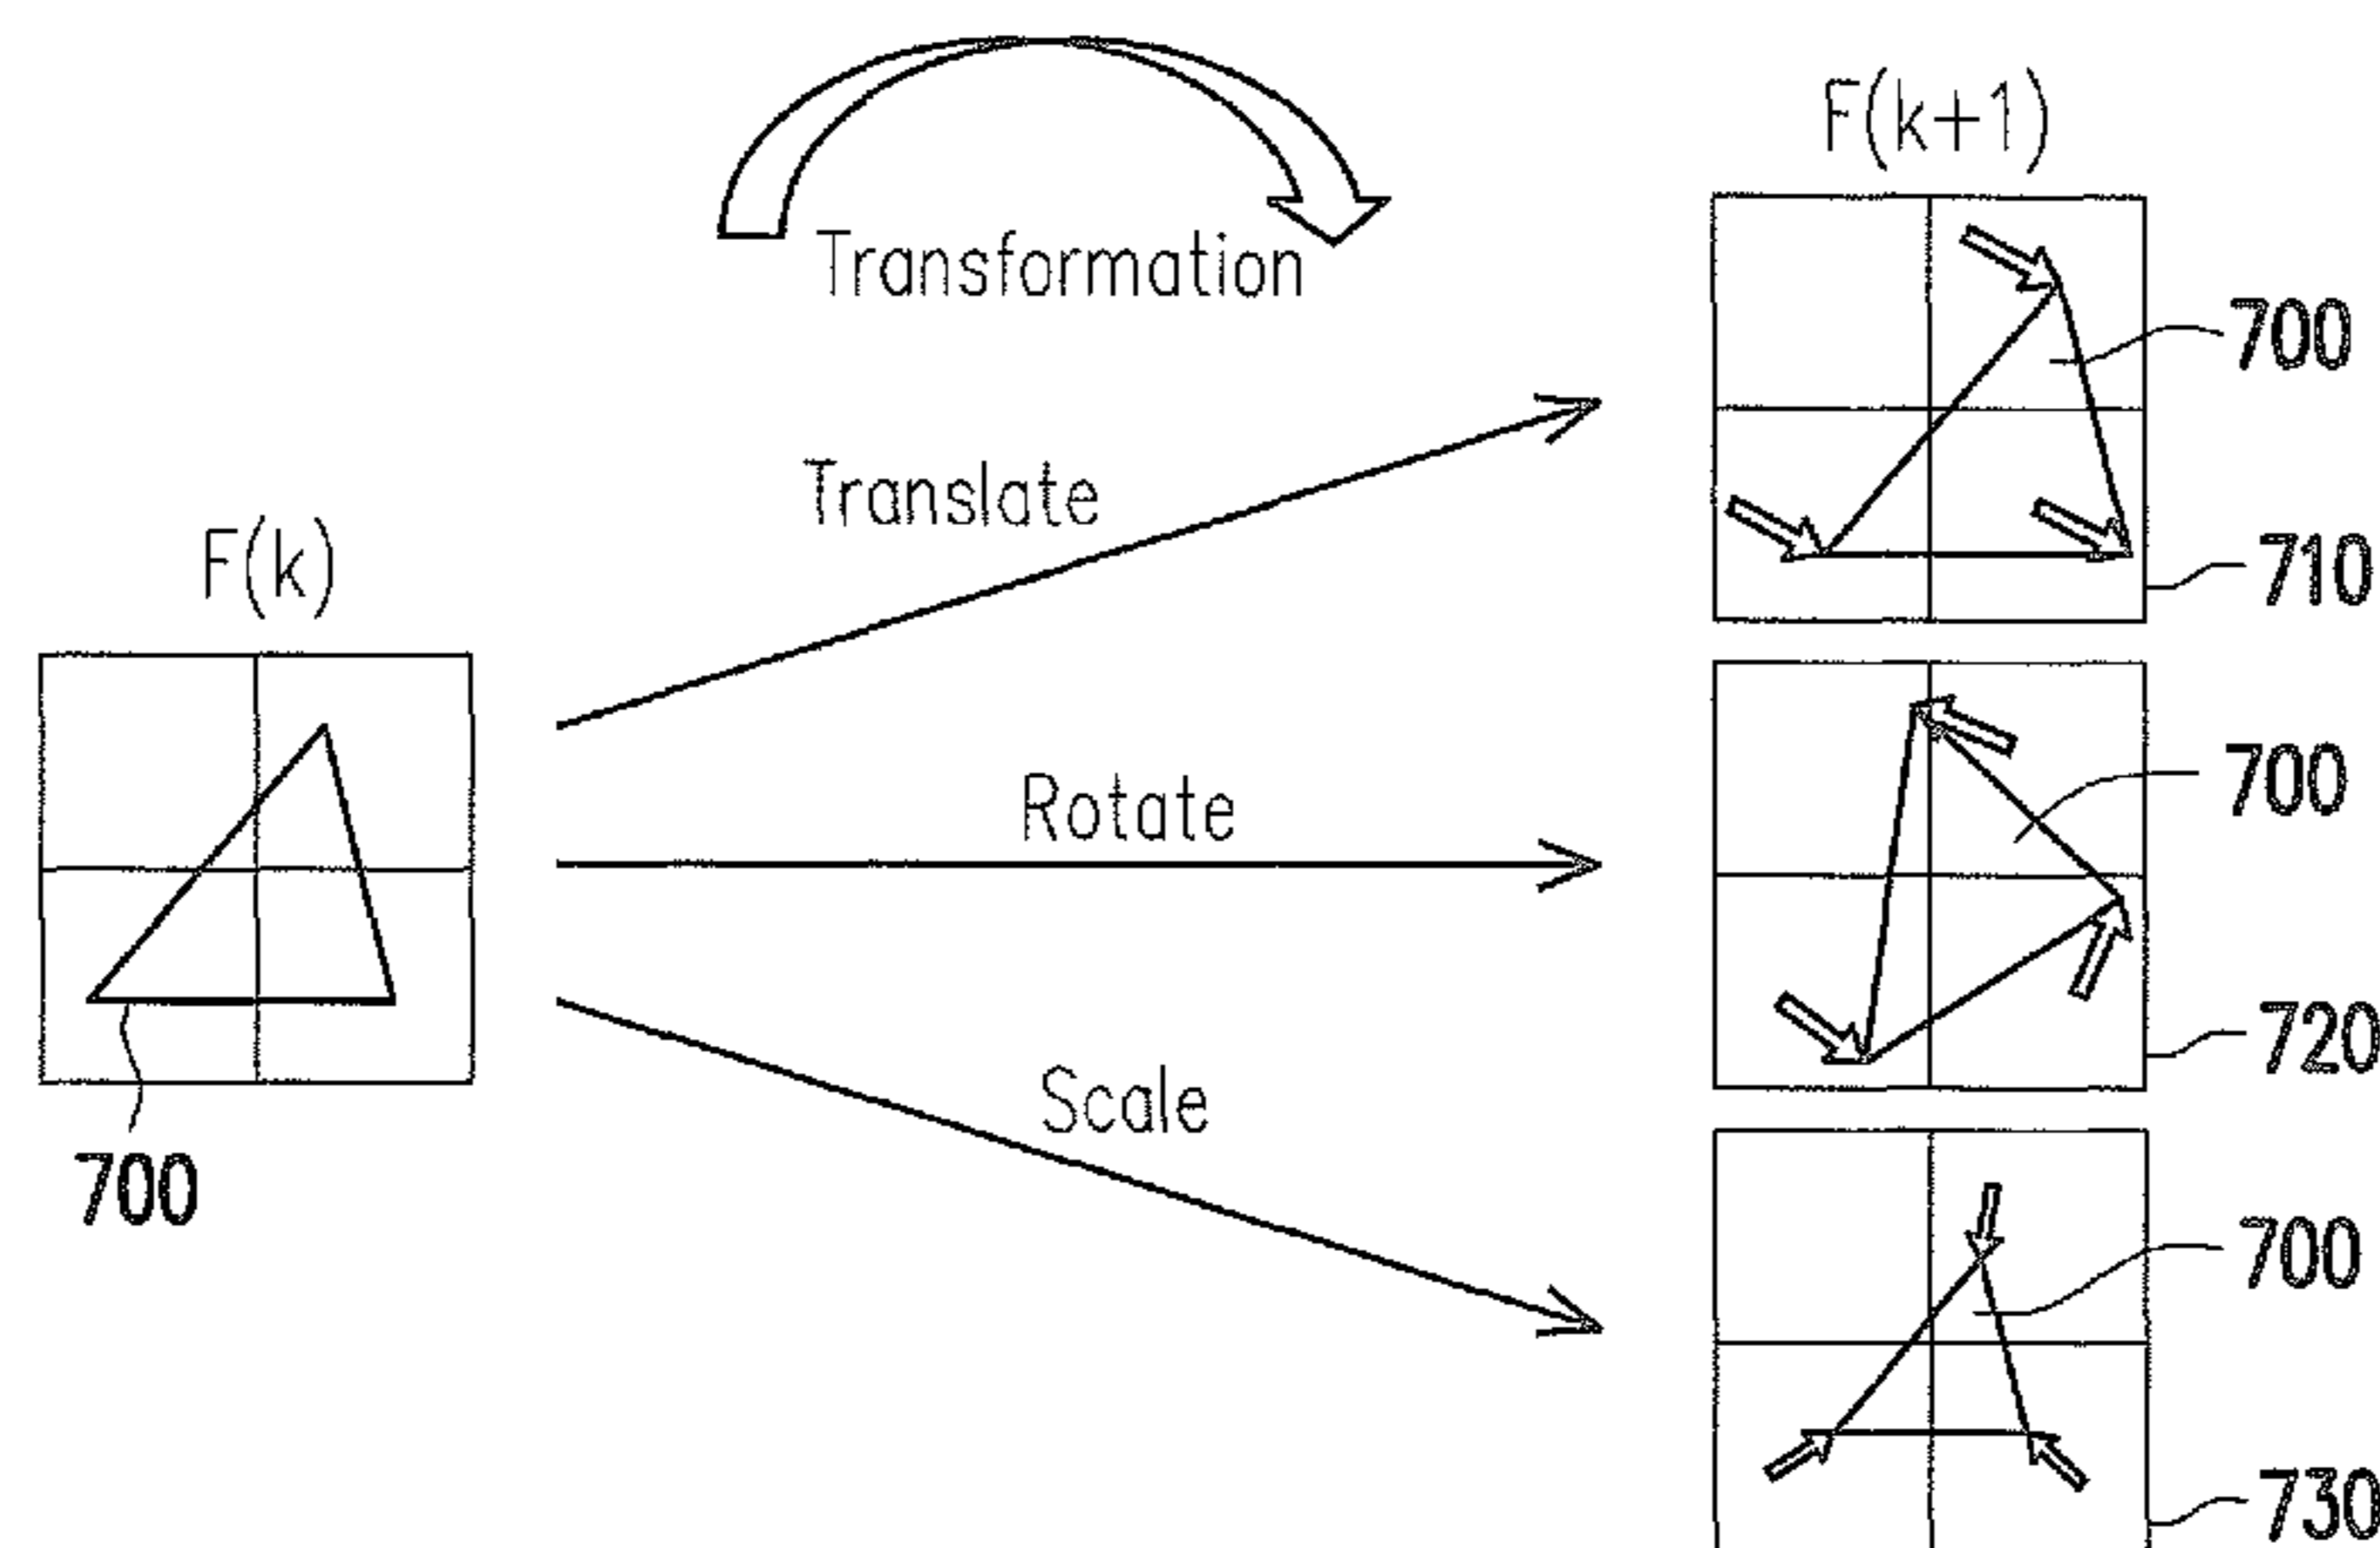 F(k+1)
Transformation
700
Translate
710
F(k)
700
Rotate
720
Scale
700
700
730